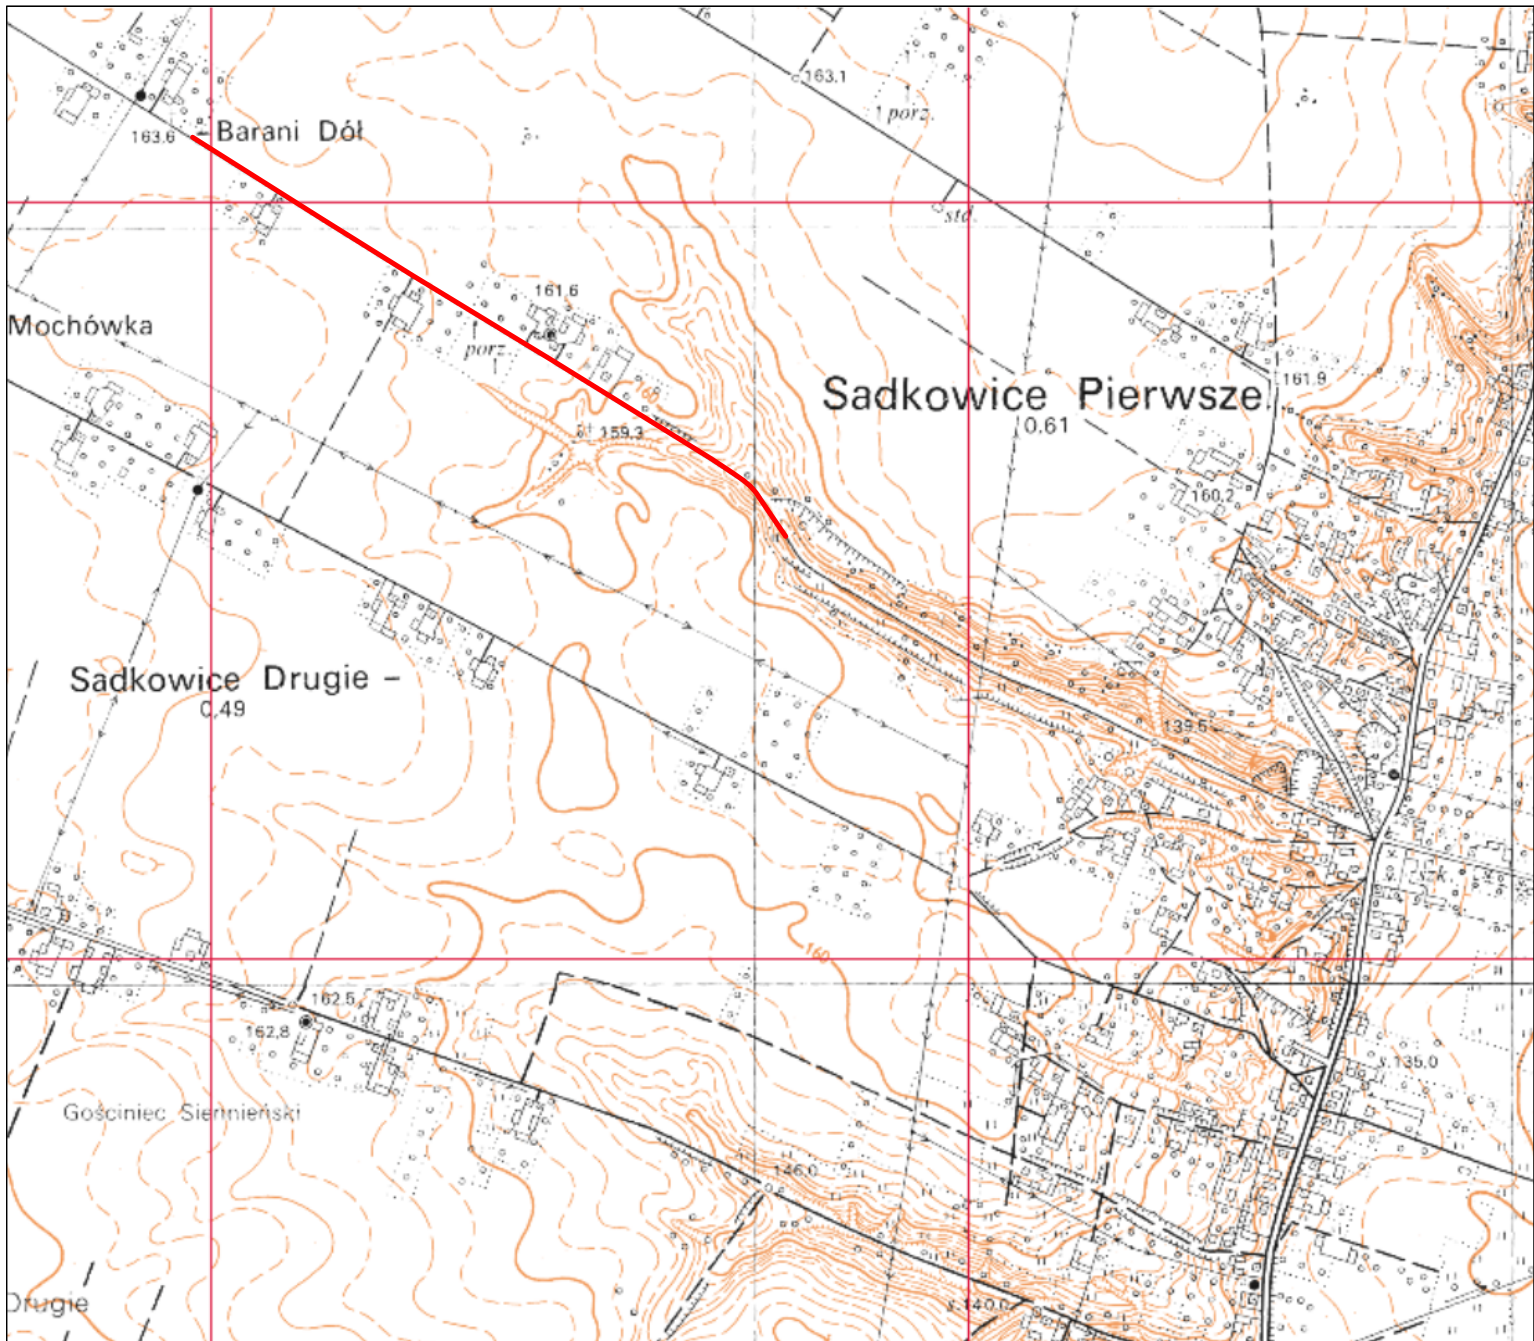 163.1
porz.
163.6
Barani Dół
std.
161.6
Mochówka
porz.
161.9
Sadkowice Pierwsze
0.61
159.3
160.2
Sadkowice Drugie –
0.49
139.5
160
162.5
162.8
s.135.0
Gościniec Siennieński
146.0
Drugie
s.140.0